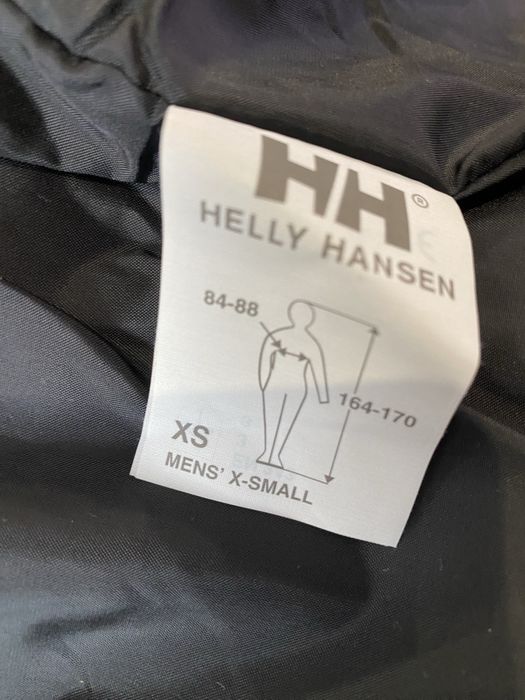 HH®
HELLY HANSEN
84-88
164-170
XS
MENS' X-SMALL